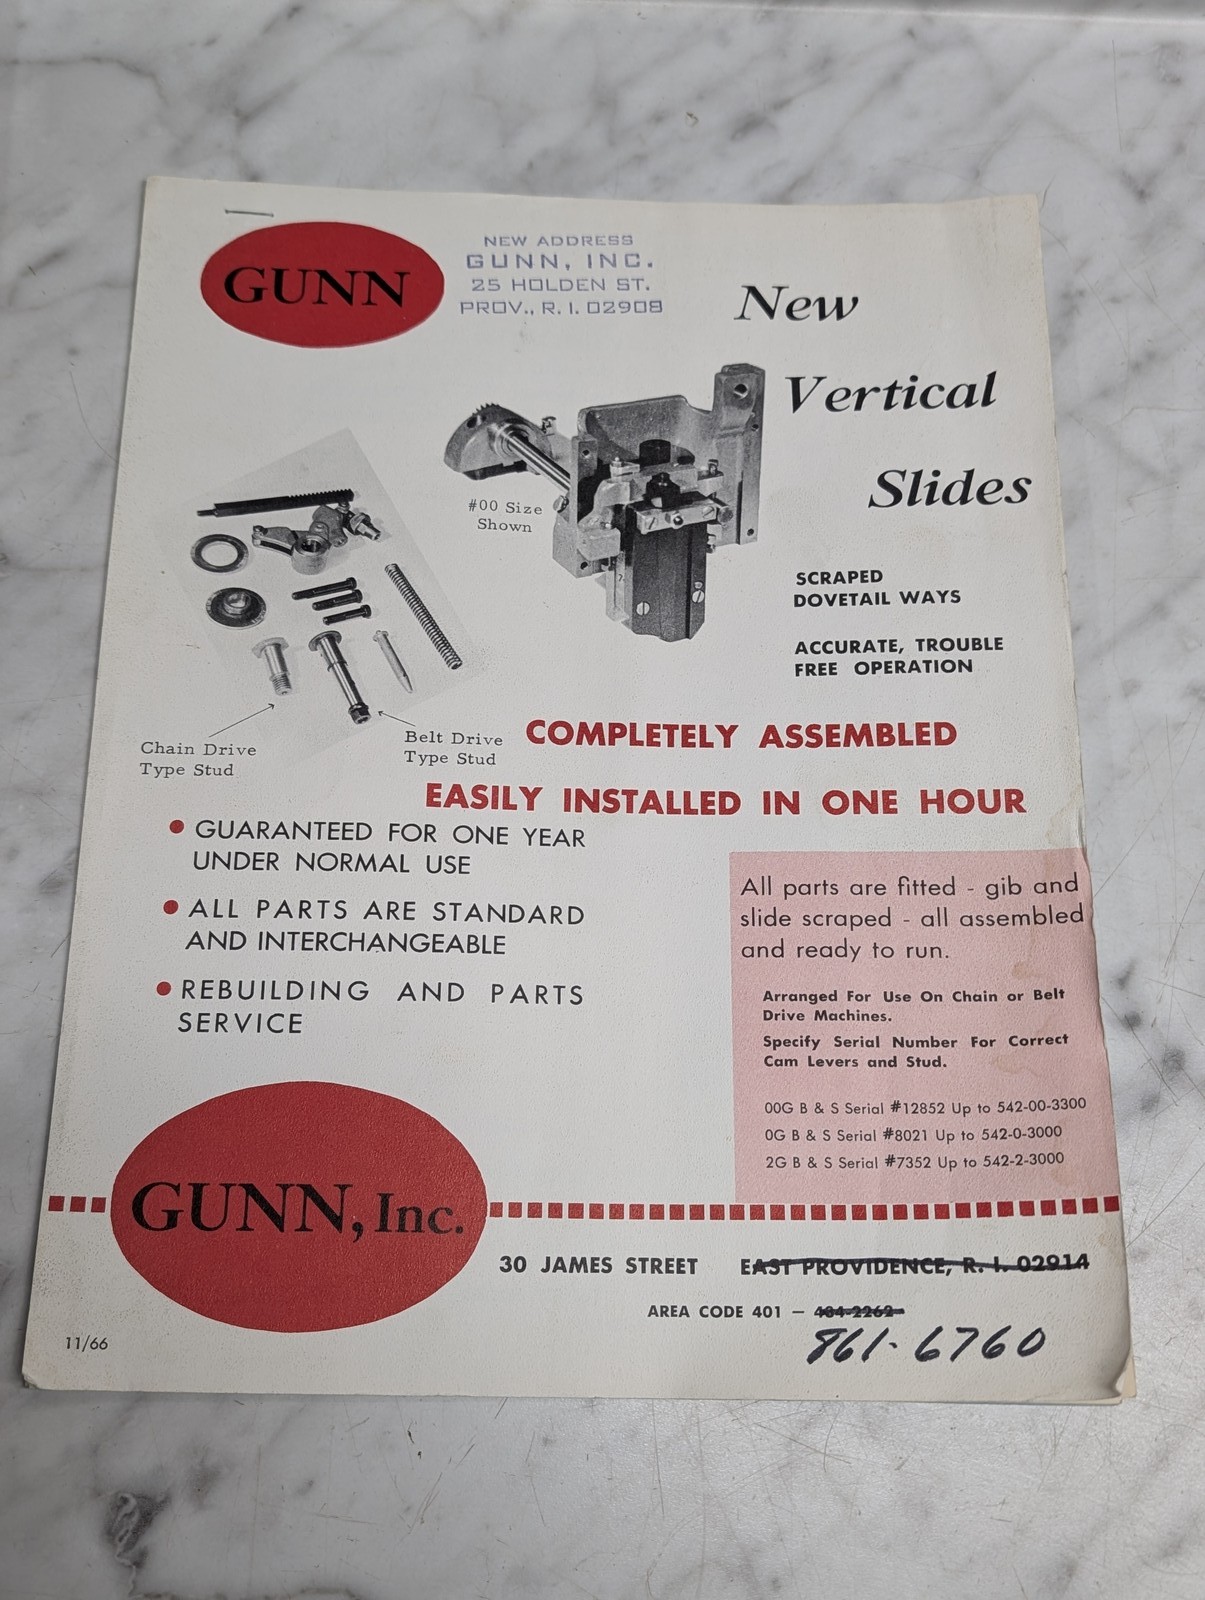 GUNN
NEW ADDRESS
GUNN, INC.
25 HOLDEN ST.
PROV., R. I. 02908
New
Vertical
Slides
#00 Size
Shown
SCRAPED
DOVETAIL WAYS
ACCURATE, TROUBLE
FREE OPERATION
Chain Drive
Type Stud
Belt Drive
Type Stud
COMPLETELY ASSEMBLED
EASILY INSTALLED IN ONE HOUR
• GUARANTEED FOR ONE YEAR
UNDER NORMAL USE
• ALL PARTS ARE STANDARD
AND INTERCHANGEABLE
• REBUILDING AND PARTS
SERVICE
All parts are fitted - gib and
slide scraped - all assembled
and ready to run.
Arranged For Use On Chain or Belt
Drive Machines.
Specify Serial Number For Correct
Cam Levers and Stud.
00G B & S Serial #12852 Up to 542-00-3300
0G B & S Serial #8021 Up to 542-0-3000
2G B & S Serial #7352 Up to 542-2-3000
GUNN, Inc.
30 JAMES STREET EAST PROVIDENCE, R. I. 02914
AREA CODE 401 – 434-2262
861-6760
11/66